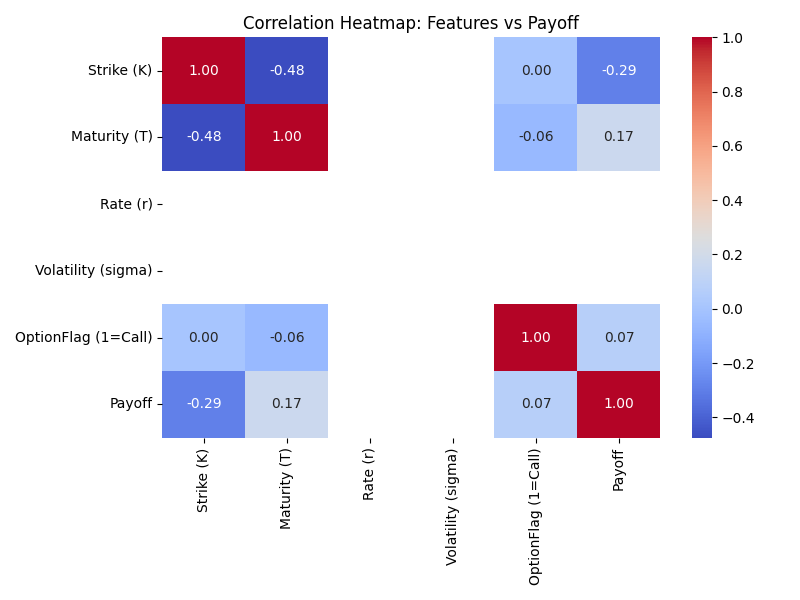 Correlation Heatmap: Features vs Payoff
Strike (K)
1.00
-0.48
0.00
-0.29
Maturity (T)
-0.48
1.00
-0.06
0.17
Rate (r)
Volatility (sigma)
OptionFlag (1=Call)
0.00
-0.06
1.00
0.07
Payoff
-0.29
0.17
0.07
1.00
Strike (K)
Maturity (T)
Rate (r)
Volatility (sigma)
OptionFlag (1=Call)
Payoff
1.0
0.8
0.6
0.4
0.2
0.0
−0.2
−0.4